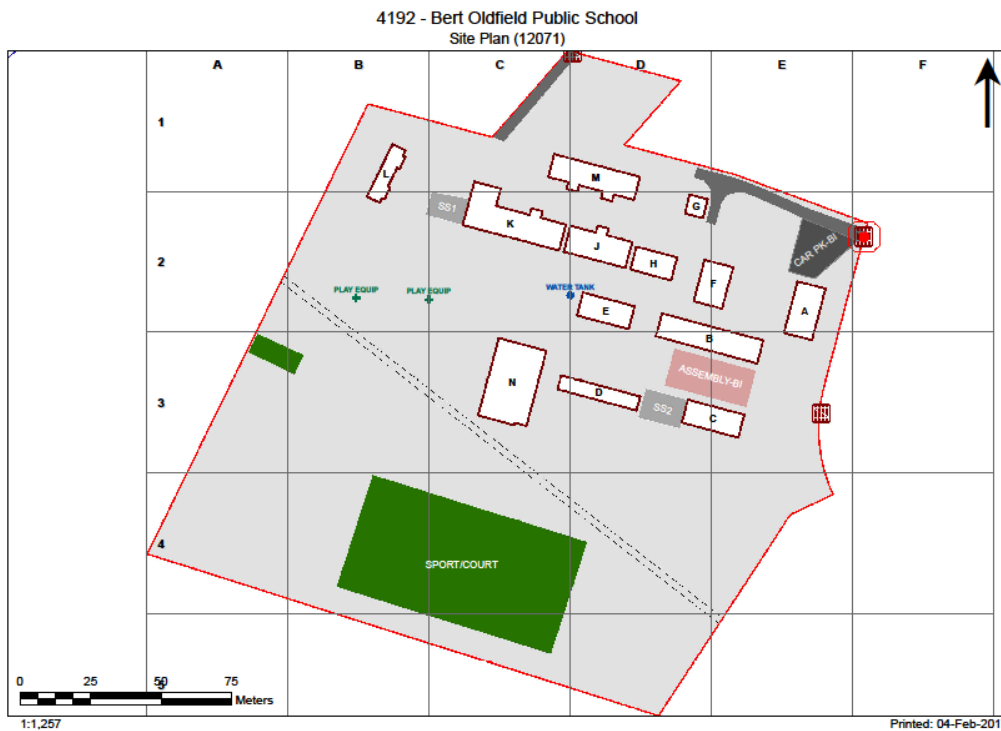 4192 - Bert Oldfield Public School
Site Plan (12071)
A B C D E F
1
L
M
SS1
G
K
J
CAR PK-BI
2
H
F
PLAY EQUIP
PLAY EQUIP
WATER TANK
E
A
B
ASSEMBLY-BI
N
D
3
SS2
C
4
SPORT/COURT
0 25 50 75
5
Meters
1:1,257
Printed: 04-Feb-201